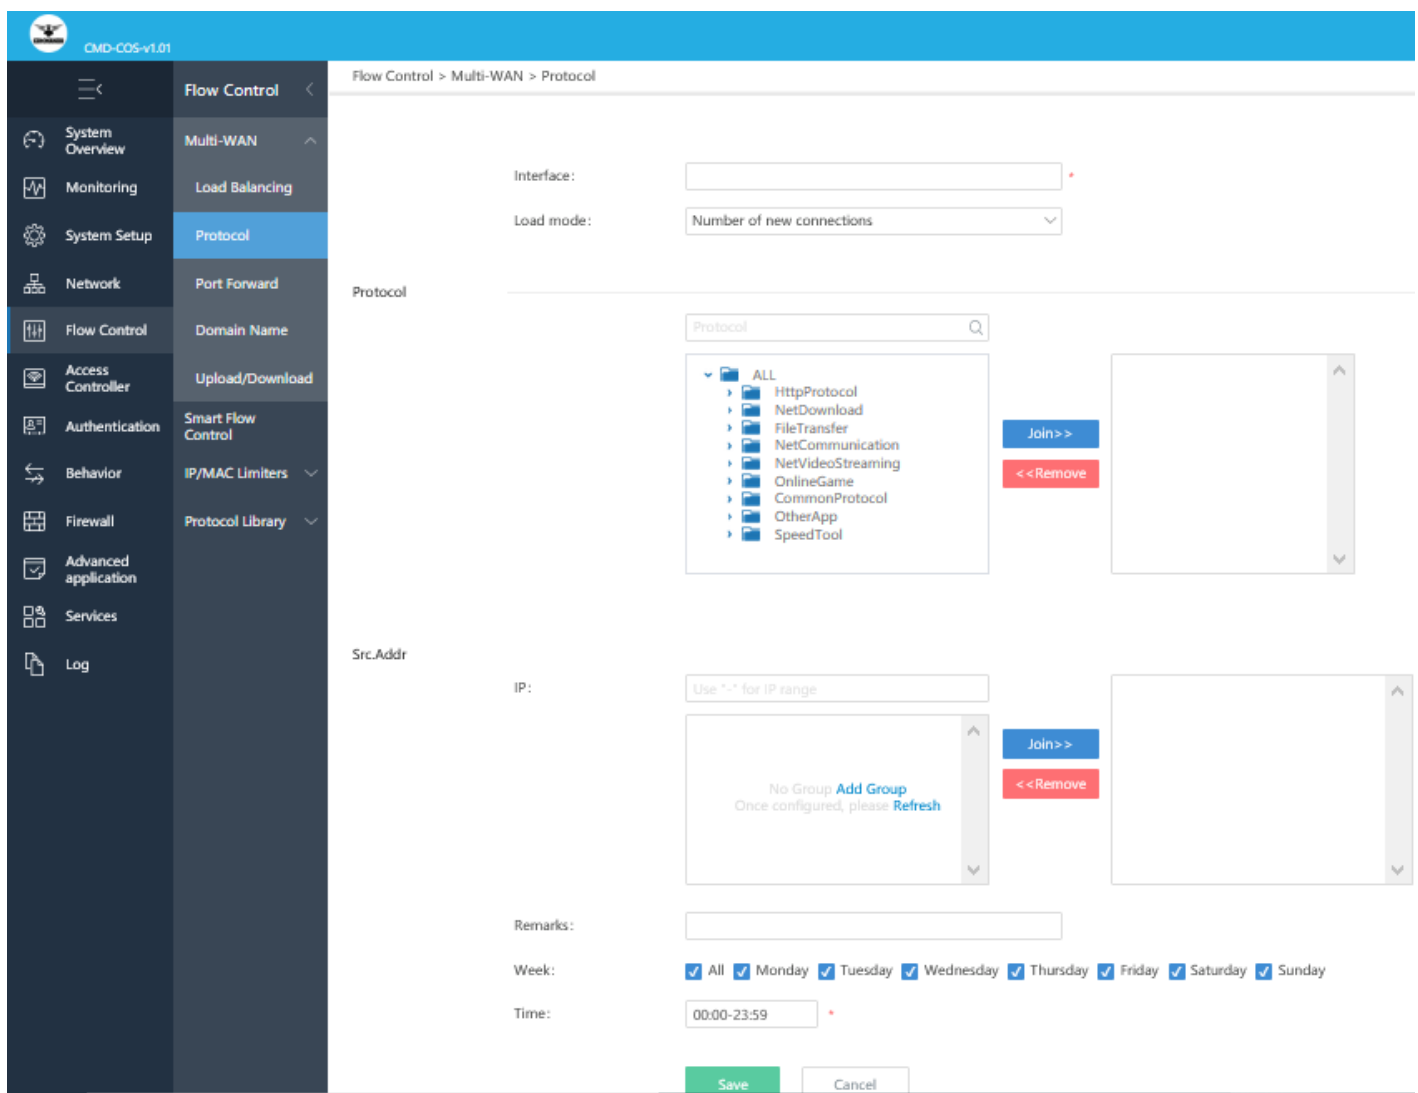 CMD-COS-v1.01
Flow Control
Flow Control > Multi-WAN > Protocol
System Overview
Monitoring
System Setup
Network
Flow Control
Access Controller
Authentication
Behavior
Firewall
Advanced application
Services
Log
Multi-WAN
Load Balancing
Protocol
Port Forward
Domain Name
Upload/Download
Smart Flow Control
IP/MAC Limiters
Protocol Library
Interface: *
Load mode: Number of new connections
Protocol
Protocol
ALL
HttpProtocol
NetDownload
FileTransfer
NetCommunication
NetVideoStreaming
OnlineGame
CommonProtocol
OtherApp
SpeedTool
Join>>
<<Remove
Src.Addr
IP: Use "-" for IP range
No Group Add Group
Once configured, please Refresh
Join>>
<<Remove
Remarks:
Week: All Monday Tuesday Wednesday Thursday Friday Saturday Sunday
Time: 00:00-23:59 *
Save Cancel